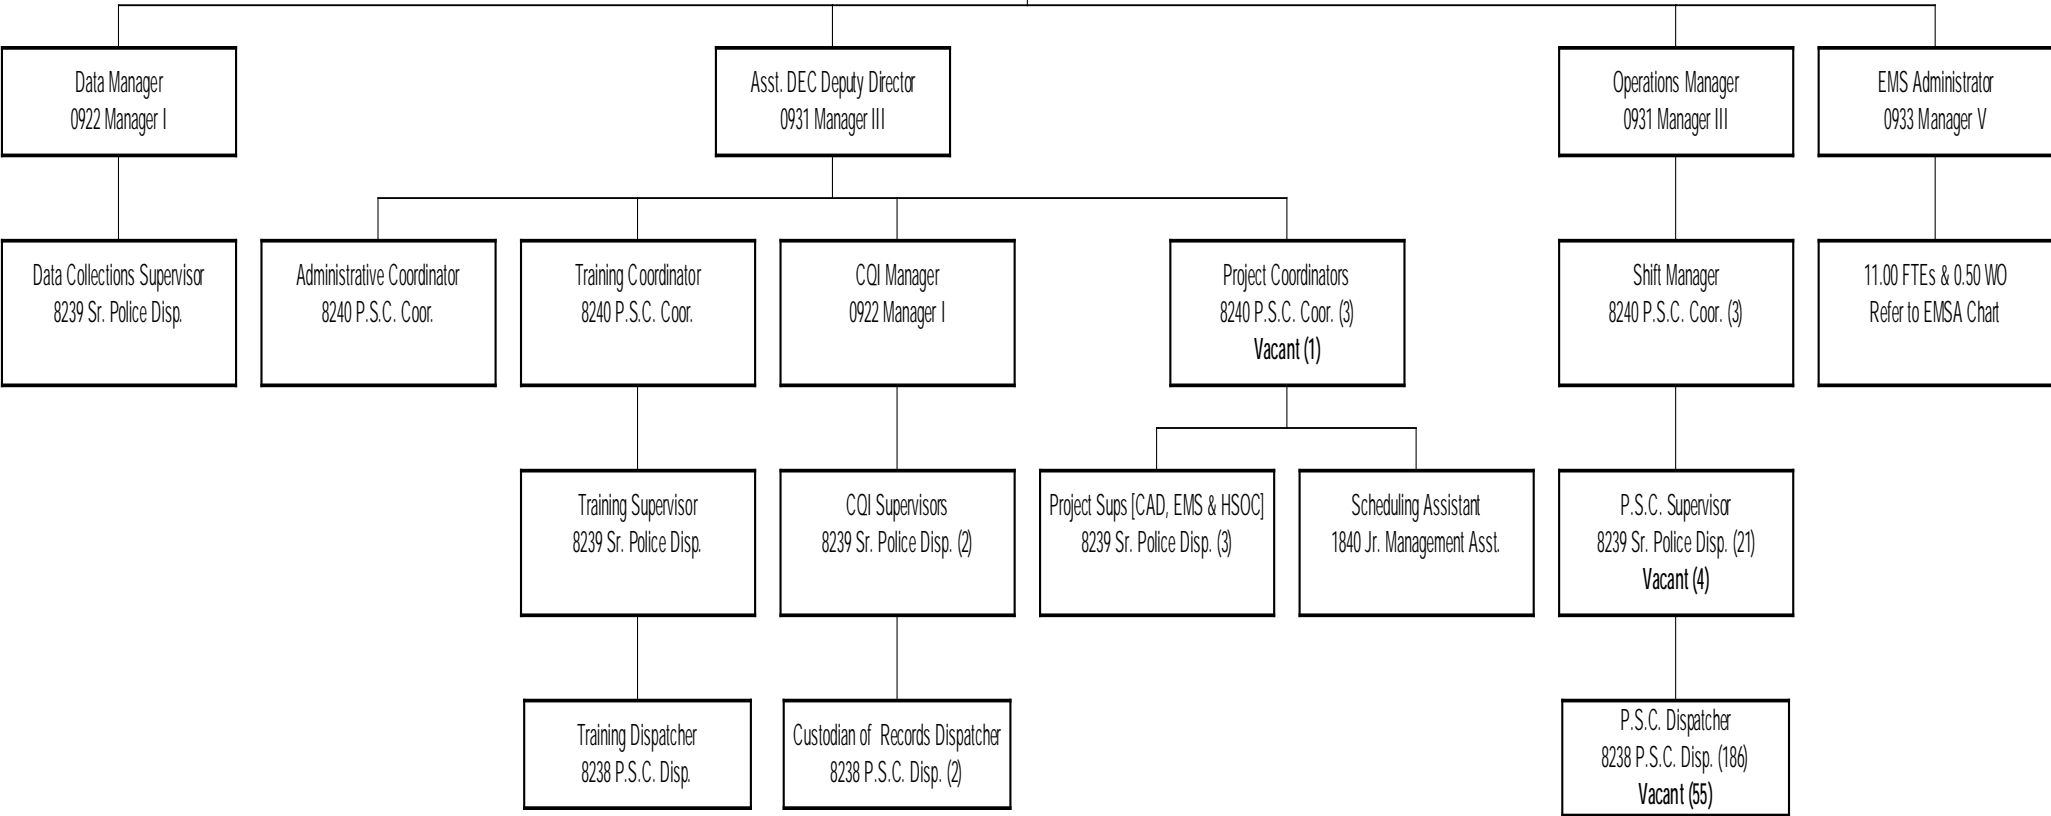 Data Manager
0922 Manager I
Asst. DEC Deputy Director
0931 Manager III
Operations Manager
0931 Manager III
EMS Administrator
0933 Manager V
Data Collections Supervisor
8239 Sr. Police Disp.
Administrative Coordinator
8240 P.S.C. Coor.
Training Coordinator
8240 P.S.C. Coor.
CQI Manager
0922 Manager I
Project Coordinators
8240 P.S.C. Coor. (3)
Vacant (1)
Shift Manager
8240 P.S.C. Coor. (3)
11.00 FTEs & 0.50 WO
Refer to EMSA Chart
Training Supervisor
8239 Sr. Police Disp.
CQI Supervisors
8239 Sr. Police Disp. (2)
Project Sups [CAD, EMS & HSOC]
8239 Sr. Police Disp. (3)
Scheduling Assistant
1840 Jr. Management Asst.
P.S.C. Supervisor
8239 Sr. Police Disp. (21)
Vacant (4)
Training Dispatcher
8238 P.S.C. Disp.
Custodian of Records Dispatcher
8238 P.S.C. Disp. (2)
P.S.C. Dispatcher
8238 P.S.C. Disp. (186)
Vacant (55)